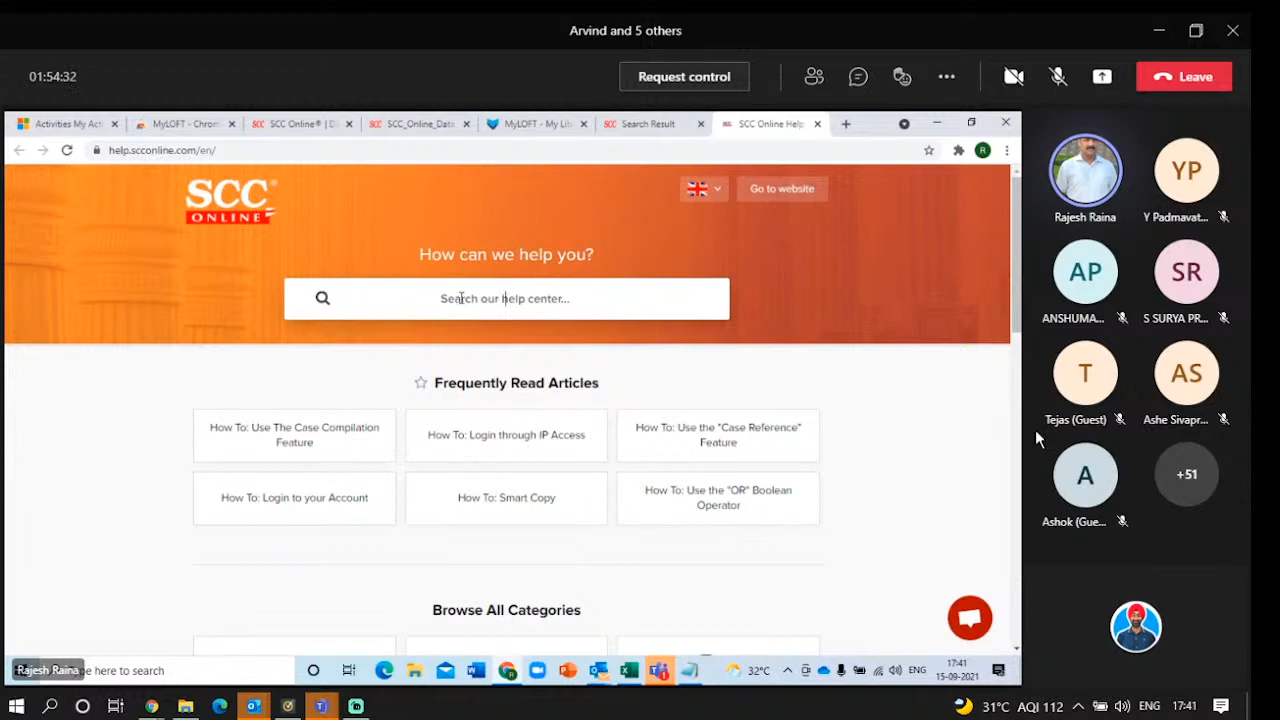 Arvind and 5 others
01:54:32
Request control
Leave
Activities My Act
MyLOFT - Chrom
SCC Online® | D
SCC_Online_Data
MyLOFT - My Lib
Search Result
SCC Online Help
help.scconline.com/en/
R
SCC®
ONLINE
Go to website
How can we help you?
Search our help center...
Frequently Read Articles
How To: Use The Case Compilation
Feature
How To: Login through IP Access
How To: Use the "Case Reference"
Feature
How To: Login to your Account
How To: Smart Copy
How To: Use the "OR" Boolean
Operator
Browse All Categories
Rajesh Raina
YP
Y Padmavat...
AP
ANSHUMA...
SR
S SURYA PR...
T
Tejas (Guest)
AS
Ashe Sivapr...
A
Ashok (Gue...
+51
Rajesh Raina
here to search
32°C
ENG
17:41
15-09-2021
31°C AQI 112
ENG
17:41